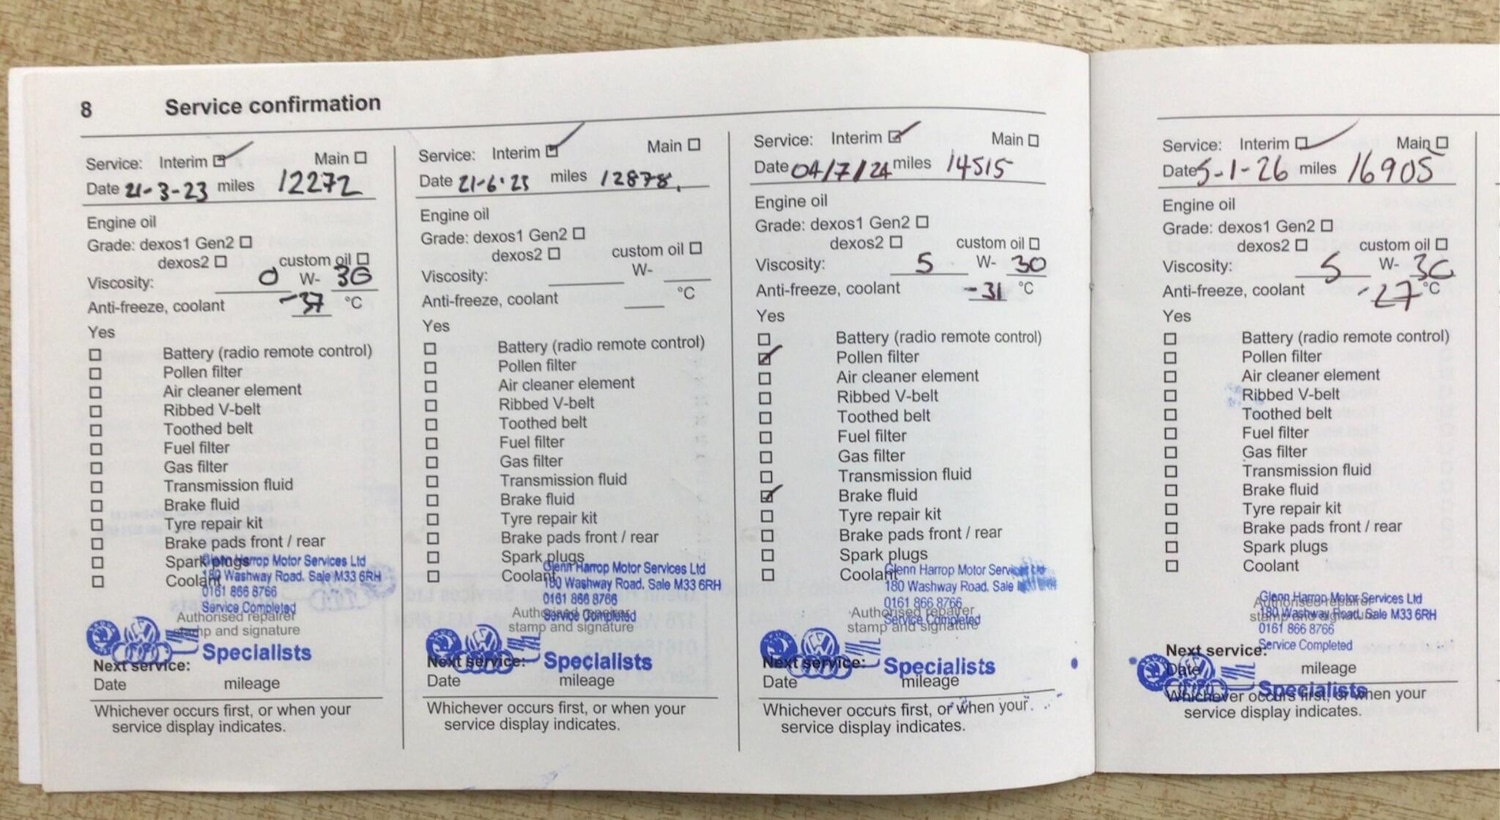 8 Service confirmation
Service: Interim Main
Date 21-3-23 miles 12272
Engine oil
Grade: dexos1 Gen2
dexos2 custom oil
Viscosity: 0 W- 30
Anti-freeze, coolant -37 °C
Yes
Battery (radio remote control)
Pollen filter
Air cleaner element
Ribbed V-belt
Toothed belt
Fuel filter
Gas filter
Transmission fluid
Brake fluid
Tyre repair kit
Brake pads front / rear
Spark plugs
Coolant
Glenn Harrop Motor Services Ltd
180 Washway Road. Sale M33 6RH
0161 866 8766
Service Completed
Authorised repairer
stamp and signature
Specialists
Next service:
Date mileage
Whichever occurs first, or when your
service display indicates.
Service: Interim Main
Date 21-6-23 miles 12878
Engine oil
Grade: dexos1 Gen2
dexos2 custom oil
Viscosity: W-
Anti-freeze, coolant °C
Yes
Battery (radio remote control)
Pollen filter
Air cleaner element
Ribbed V-belt
Toothed belt
Fuel filter
Gas filter
Transmission fluid
Brake fluid
Tyre repair kit
Brake pads front / rear
Spark plugs
Coolant
Glenn Harrop Motor Services Ltd
180 Washway Road. Sale M33 6RH
0161 866 8766
Service Completed
Authorised repairer
stamp and signature
Specialists
Next service:
Date mileage
Whichever occurs first, or when your
service display indicates.
Service: Interim Main
Date 04/7/24 miles 14515
Engine oil
Grade: dexos1 Gen2
dexos2 custom oil
Viscosity: 5 W- 30
Anti-freeze, coolant -31 °C
Yes
Battery (radio remote control)
Pollen filter
Air cleaner element
Ribbed V-belt
Toothed belt
Fuel filter
Gas filter
Transmission fluid
Brake fluid
Tyre repair kit
Brake pads front / rear
Spark plugs
Coolant
Glenn Harrop Motor
180 Washway Road. Sale
0161 866 8766
Service Completed
Authorised repairer
stamp and signature
Specialists
Next service:
Date mileage
Whichever occurs first, or when your
service display indicates.
Service: Interim Main
Date 5-1-26 miles 16905
Engine oil
Grade: dexos1 Gen2
dexos2 custom oil
Viscosity: 5 W- 30
Anti-freeze, coolant -27 °C
Yes
Battery (radio remote control)
Pollen filter
Air cleaner element
Ribbed V-belt
Toothed belt
Fuel filter
Gas filter
Transmission fluid
Brake fluid
Tyre repair kit
Brake pads front / rear
Spark plugs
Coolant
Glenn Harrop Motor Services Ltd
180 Washway Road. Sale M33 6RH
0161 866 8766
Service Completed
Authorised repairer
stamp and signature
Next service:
Date mileage
Specialists
Whichever occurs first, or when your
service display indicates.